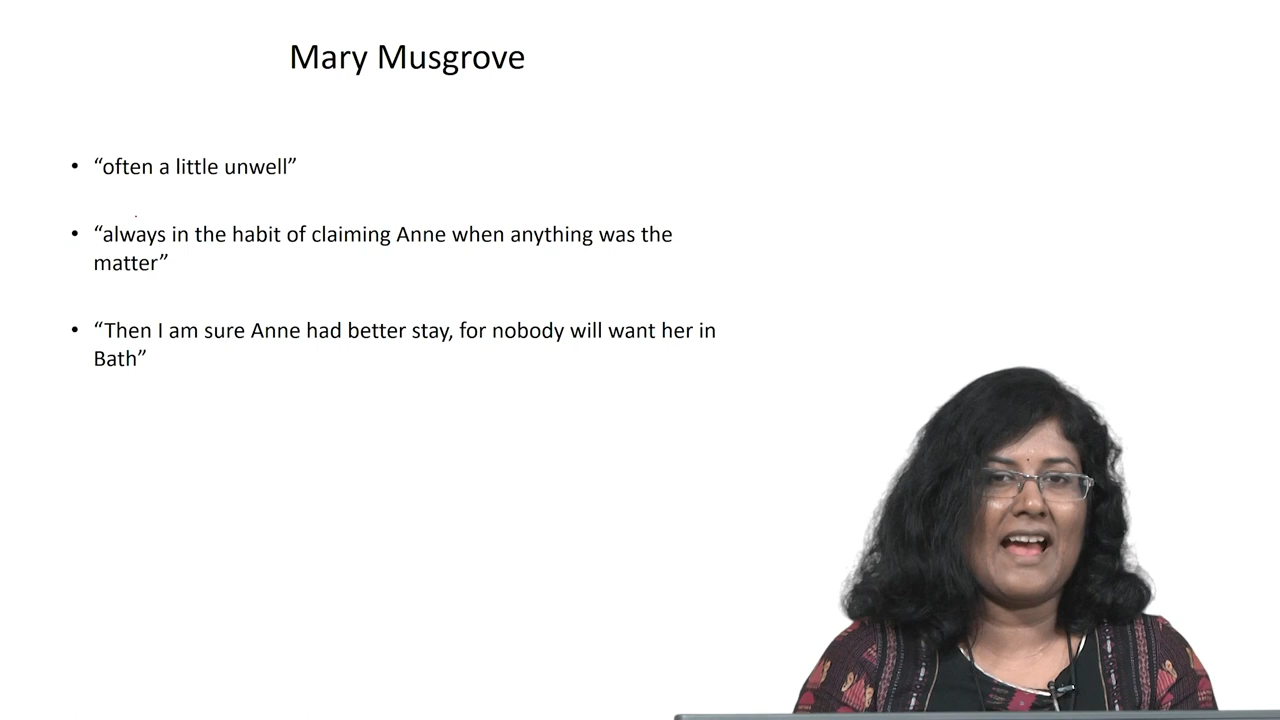 Mary Musgrove
• “often a little unwell”
• “always in the habit of claiming Anne when anything was the
matter”
• “Then I am sure Anne had better stay, for nobody will want her in
Bath”